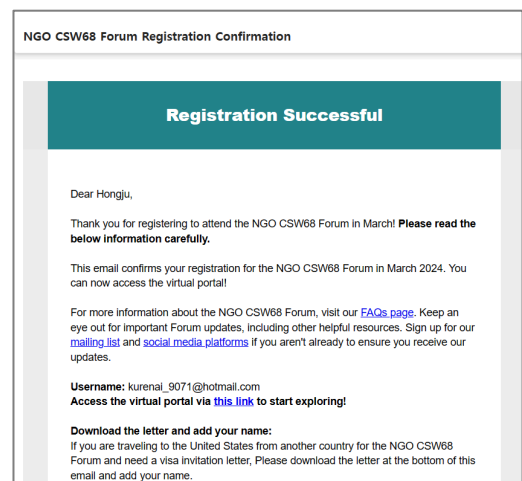 NGO CSW68 Forum Registration Confirmation
Registration Successful
Dear Hongju,
Thank you for registering to attend the NGO CSW68 Forum in March! Please read the
below information carefully.
This email confirms your registration for the NGO CSW68 Forum in March 2024. You
can now access the virtual portal!
For more information about the NGO CSW68 Forum, visit our FAQs page. Keep an
eye out for important Forum updates, including other helpful resources. Sign up for our
mailing list and social media platforms if you aren't already to ensure you receive our
updates.
Username: kurenai_9071@hotmail.com
Access the virtual portal via this link to start exploring!
Download the letter and add your name:
If you are traveling to the United States from another country for the NGO CSW68
Forum and need a visa invitation letter, Please download the letter at the bottom of this
email and add your name.